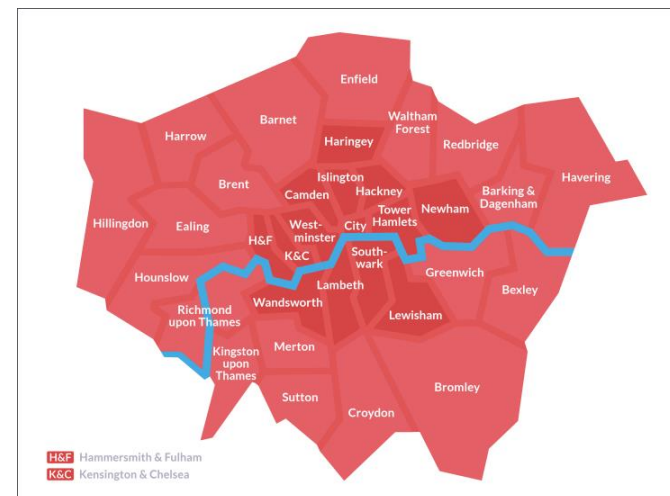 Enfield
Barnet
Waltham
Forest
Harrow
Haringey
Redbridge
Havering
Brent
Islington
Camden
Hackney
Barking &
Dagenham
Hillingdon
Ealing
H&F
West-
minster
City
Tower
Hamlets
Newham
K&C
South-
wark
Hounslow
Greenwich
Lambeth
Bexley
Richmond
upon Thames
Wandsworth
Lewisham
Kingston
upon
Thames
Merton
Sutton
Croydon
Bromley
H&F Hammersmith & Fulham
K&C Kensington & Chelsea